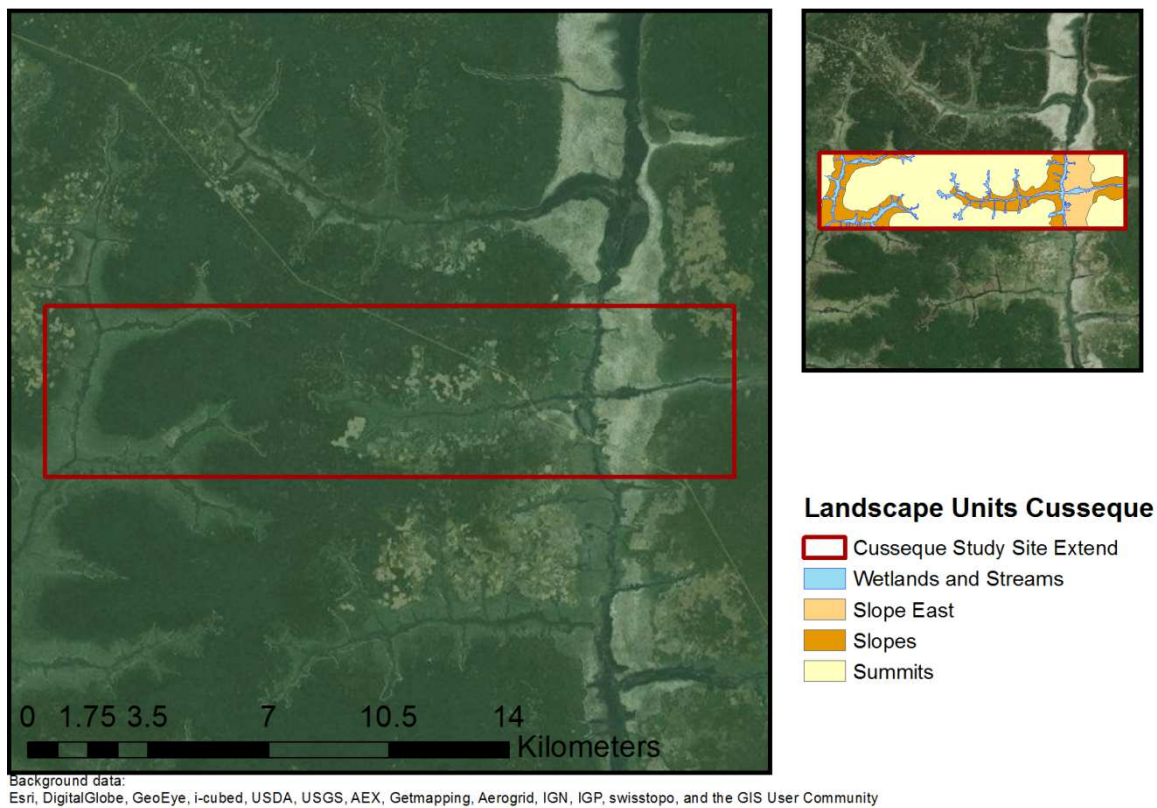 Landscape Units Cusseque
Cusseque Study Site Extend
Wetlands and Streams
Slope East
Slopes
Summits
0 1.75 3.5 7 10.5 14
Kilometers
Background data:
Esri, DigitalGlobe, GeoEye, i-cubed, USDA, USGS, AEX, Getmapping, Aerogrid, IGN, IGP, swisstopo, and the GIS User Community